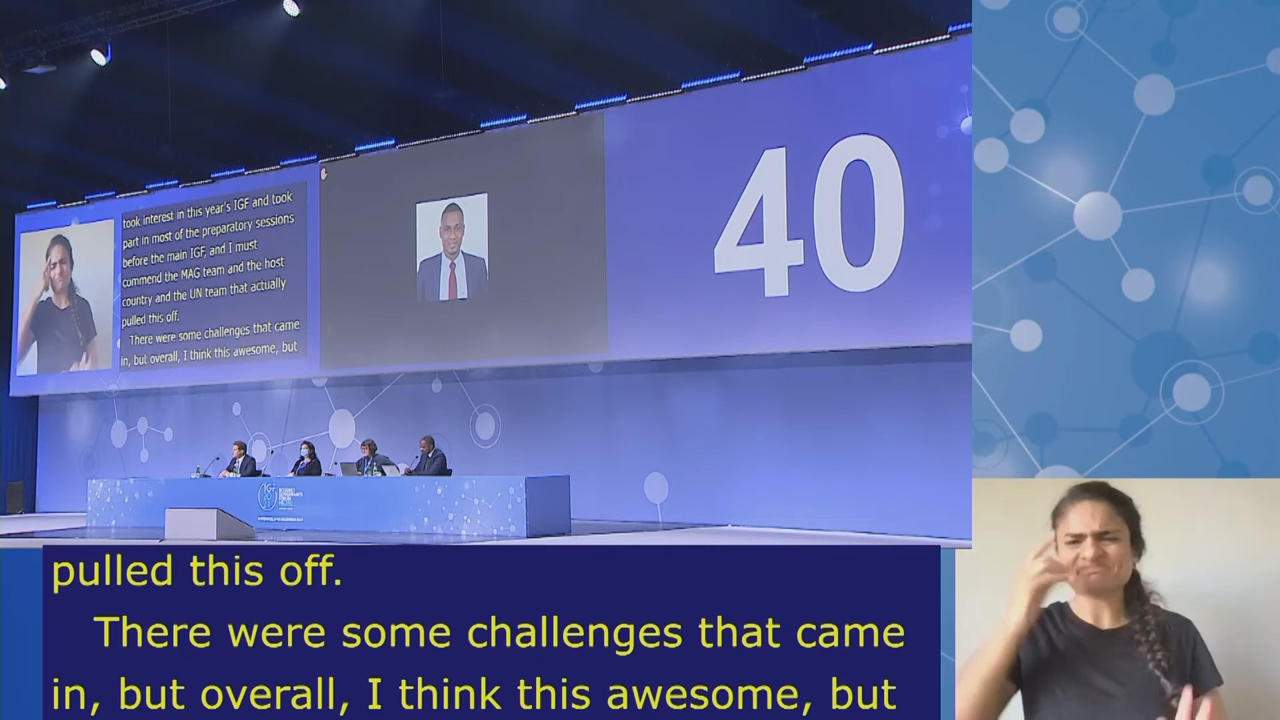 took interest in this year's IGF and took
part in most of the preparatory sessions
before the main IGF, and I must
commend the MAG team and the host
country and the UN team that actually
pulled this off.
There were some challenges that came
in, but overall, I think this awesome, but
40
IGF
pulled this off.
There were some challenges that came
in, but overall, I think this awesome, but